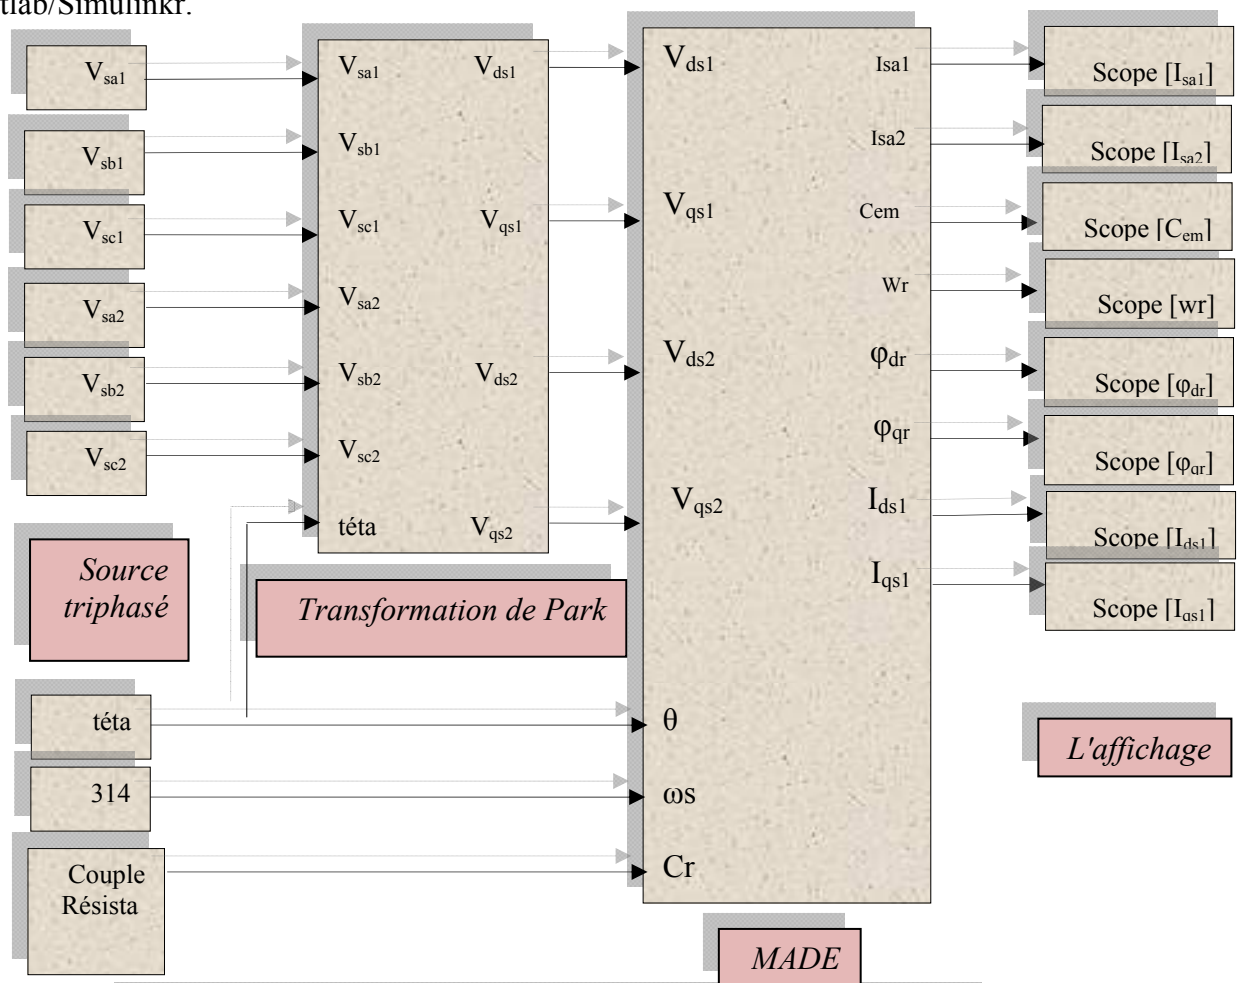 tlab/Simulinkr.
Vsa1
Vsb1
Vsc1
Vsa2
Vsb2
Vsc2
Source
triphasé
téta
314
Couple
Résista
Vsa1
Vsb1
Vsc1
Vsa2
Vsb2
Vsc2
téta
Vds1
Vqs1
Vds2
Vqs2
Transformation de Park
Vds1
Vqs1
Vds2
Vqs2
θ
ωs
Cr
Isa1
Isa2
Cem
Wr
φdr
φqr
Ids1
Iqs1
MADE
Scope [Isa1]
Scope [Isa2]
Scope [Cem]
Scope [wr]
Scope [φdr]
Scope [φqr]
Scope [Ids1]
Scope [Iqs1]
L'affichage